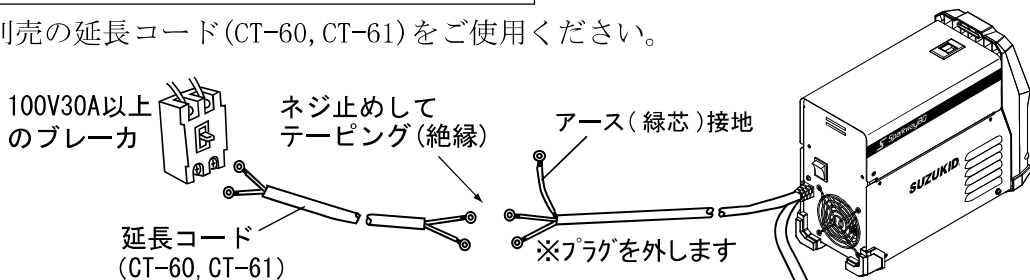 別売の延長コード(CT-60,CT-61)をご使用ください。
100V30A以上
のブレーカ
ネジ止めして
テーピング(絶縁)
アース(緑芯)接地
延長コード
(CT-60,CT-61)
※プラグを外します
Sparkway80
SUZUKID